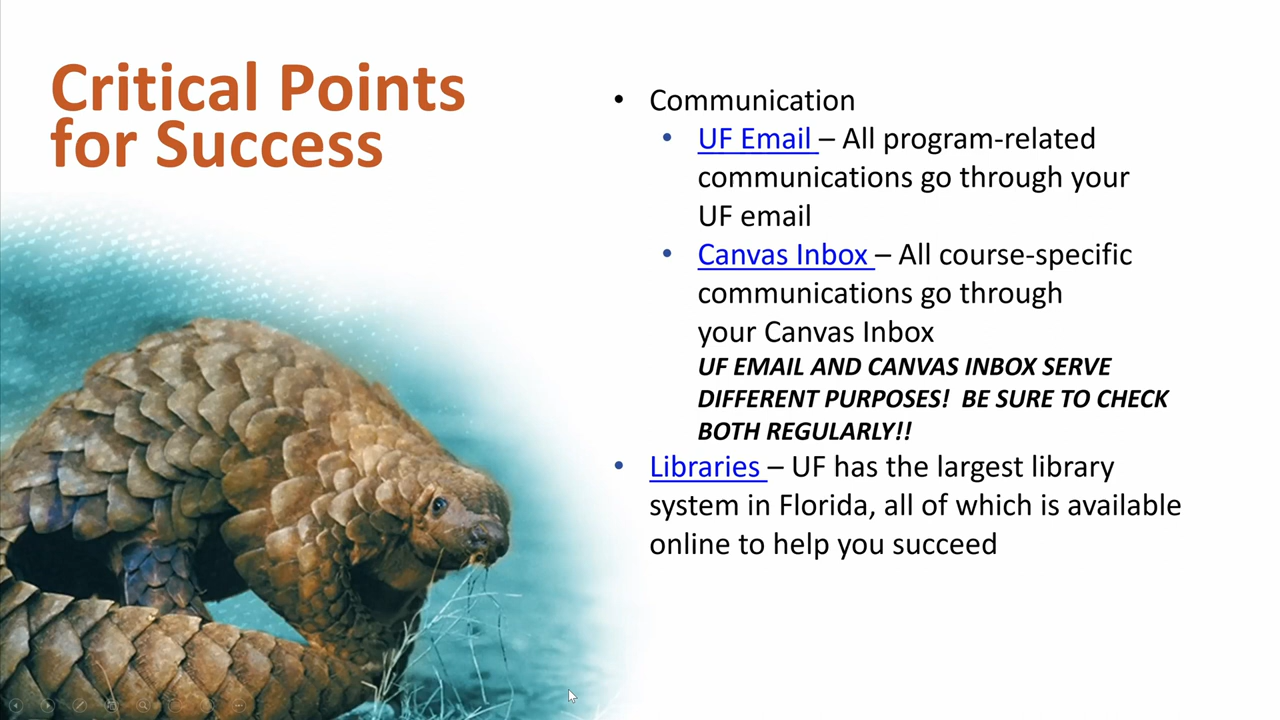 Critical Points
for Success
• Communication
• UF Email – All program-related
communications go through your
UF email
• Canvas Inbox – All course-specific
communications go through
your Canvas Inbox
UF EMAIL AND CANVAS INBOX SERVE
DIFFERENT PURPOSES!  BE SURE TO CHECK
BOTH REGULARLY!!
• Libraries – UF has the largest library
system in Florida, all of which is available
online to help you succeed